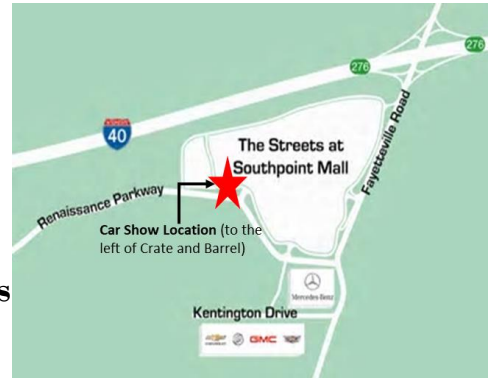 276
276
40
The Streets at
Southpoint Mall
Fayetteville Road
Renaissance Parkway
Car Show Location (to the
left of Crate and Barrel)
s
Mercedes-Benz
Kentington Drive
GMC